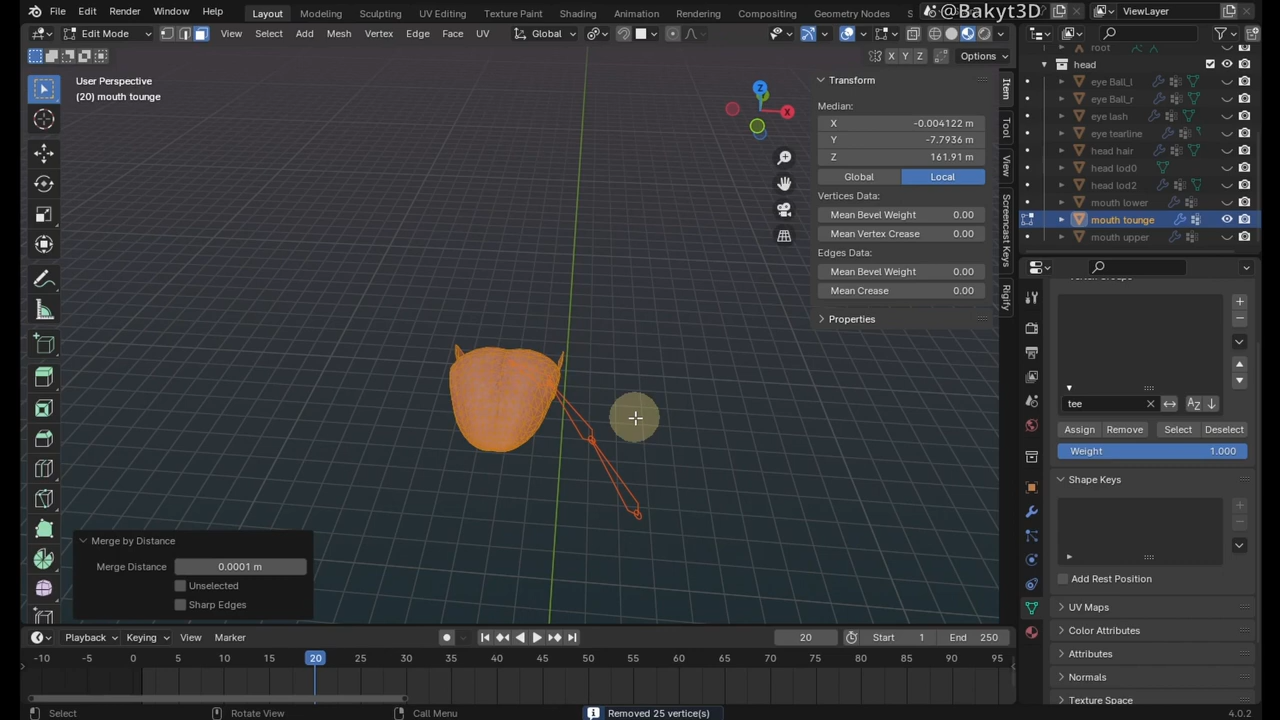 File Edit Render Window Help Layout Modeling Sculpting UV Editing Texture Paint Shading Animation Rendering Compositing Geometry Nodes @Bakyt3D ViewLayer
Edit Mode View Select Add Mesh Vertex Edge Face UV Global
X Y Z Options
User Perspective
(20) mouth tounge
Z
X
Transform
Median:
X -0.004122 m
Y -7.7936 m
Z 161.91 m
Global Local
Vertices Data:
Mean Bevel Weight 0.00
Mean Vertex Crease 0.00
Edges Data:
Mean Bevel Weight 0.00
Mean Crease 0.00
Properties
Item
Tool
View
Screencast Keys
Rigify
root
head
eye Ball_l
eye Ball_r
eye lash
eye tearline
head hair
head lod0
head lod2
mouth lower
mouth tounge
mouth upper
Vertex Groups
tee
Assign Remove Select Deselect
Weight 1.000
Shape Keys
Add Rest Position
UV Maps
Color Attributes
Attributes
Normals
Texture Space
Merge by Distance
Merge Distance 0.0001 m
Unselected
Sharp Edges
Playback Keying View Marker 20 Start 1 End 250
-10 -5 0 5 10 15 20 25 30 35 40 45 50 55 60 65 70 75 80 85 90 95
Select Rotate View Call Menu Removed 25 vertice(s) 4.0.2